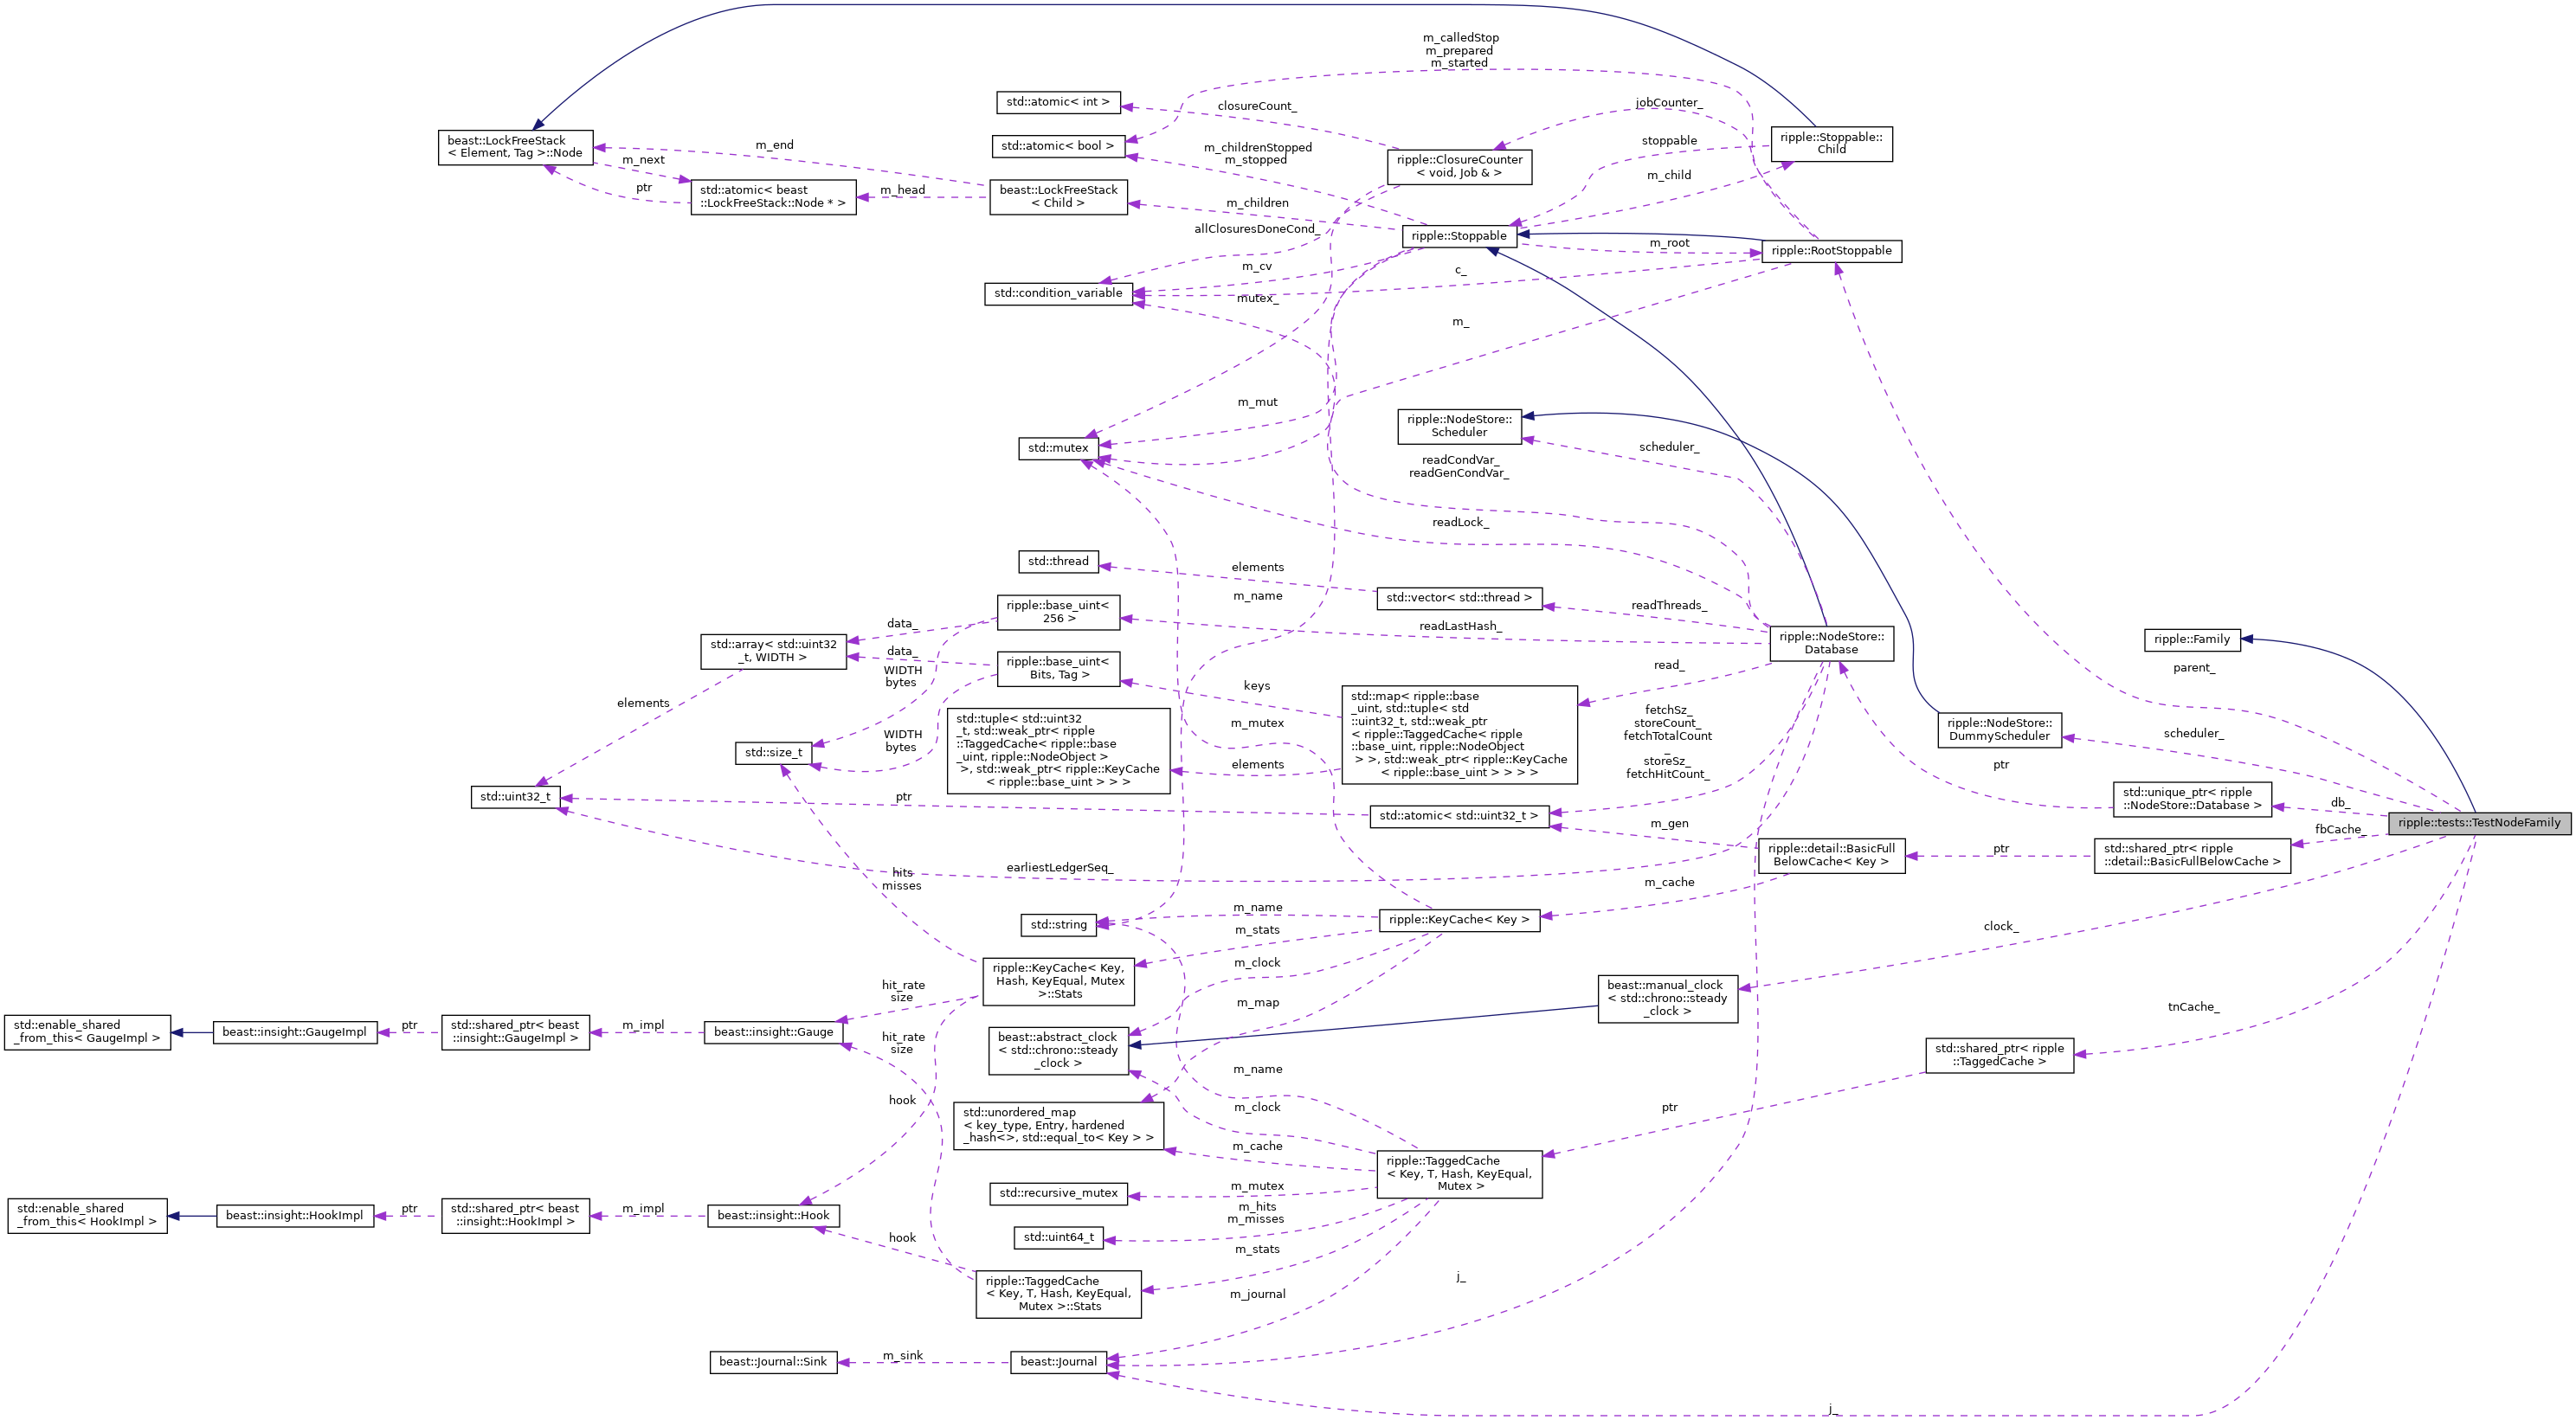 m_calledStop
m_prepared
m_started
std::atomic< int >
closureCount_
jobCounter_
beast::LockFreeStack
< Element, Tag >::Node
m_end
std::atomic< bool >
m_childrenStopped
m_stopped
ripple::ClosureCounter
< void, Job & >
stoppable
ripple::Stoppable::
Child
m_next
ptr
std::atomic< beast
::LockFreeStack::Node * >
m_head
beast::LockFreeStack
< Child >
m_children
m_child
allClosuresDoneCond_
ripple::Stoppable
m_root
ripple::RootStoppable
m_cv
c_
std::condition_variable
mutex_
m_
m_mut
ripple::NodeStore::
Scheduler
scheduler_
std::mutex
readCondVar_
readGenCondVar_
readLock_
std::thread
elements
std::vector< std::thread >
readThreads_
m_name
ripple::base_uint<
256 >
readLastHash_
data_
std::array< std::uint32
_t, WIDTH >
data_
ripple::NodeStore::
Database
ripple::Family
parent_
WIDTH
bytes
ripple::base_uint<
Bits, Tag >
keys
read_
elements
std::map< ripple::base
_uint, std::tuple< std
::uint32_t, std::weak_ptr
< ripple::TaggedCache< ripple
::base_uint, ripple::NodeObject
> >, std::weak_ptr< ripple::KeyCache
< ripple::base_uint > > > >
std::tuple< std::uint32
_t, std::weak_ptr< ripple
::TaggedCache< ripple::base
_uint, ripple::NodeObject >
>, std::weak_ptr< ripple::KeyCache
< ripple::base_uint > > >
m_mutex
elements
fetchSz_
storeCount_
fetchTotalCount
_
storeSz_
fetchHitCount_
ripple::NodeStore::
DummyScheduler
scheduler_
std::size_t
WIDTH
bytes
ptr
std::uint32_t
ptr
std::atomic< std::uint32_t >
std::unique_ptr< ripple
::NodeStore::Database >
db_
ripple::tests::TestNodeFamily
m_gen
ripple::detail::BasicFull
BelowCache< Key >
ptr
std::shared_ptr< ripple
::detail::BasicFullBelowCache >
fbCache_
hits
misses
earliestLedgerSeq_
m_cache
std::string
m_name
ripple::KeyCache< Key >
m_stats
clock_
m_clock
ripple::KeyCache< Key,
Hash, KeyEqual, Mutex
>::Stats
hit_rate
size
m_map
beast::manual_clock
< std::chrono::steady
_clock >
tnCache_
std::enable_shared
_from_this< GaugeImpl >
beast::insight::GaugeImpl
ptr
std::shared_ptr< beast
::insight::GaugeImpl >
m_impl
beast::insight::Gauge
hit_rate
size
beast::abstract_clock
< std::chrono::steady
_clock >
std::shared_ptr< ripple
::TaggedCache >
m_name
hook
m_clock
ptr
std::unordered_map
< key_type, Entry, hardened
_hash<>, std::equal_to< Key > >
m_cache
ripple::TaggedCache
< Key, T, Hash, KeyEqual,
Mutex >
std::recursive_mutex
m_mutex
std::enable_shared
_from_this< HookImpl >
beast::insight::HookImpl
ptr
std::shared_ptr< beast
::insight::HookImpl >
m_impl
beast::insight::Hook
m_hits
m_misses
std::uint64_t
hook
m_stats
ripple::TaggedCache
< Key, T, Hash, KeyEqual,
Mutex >::Stats
m_journal
j_
beast::Journal::Sink
m_sink
beast::Journal
j_